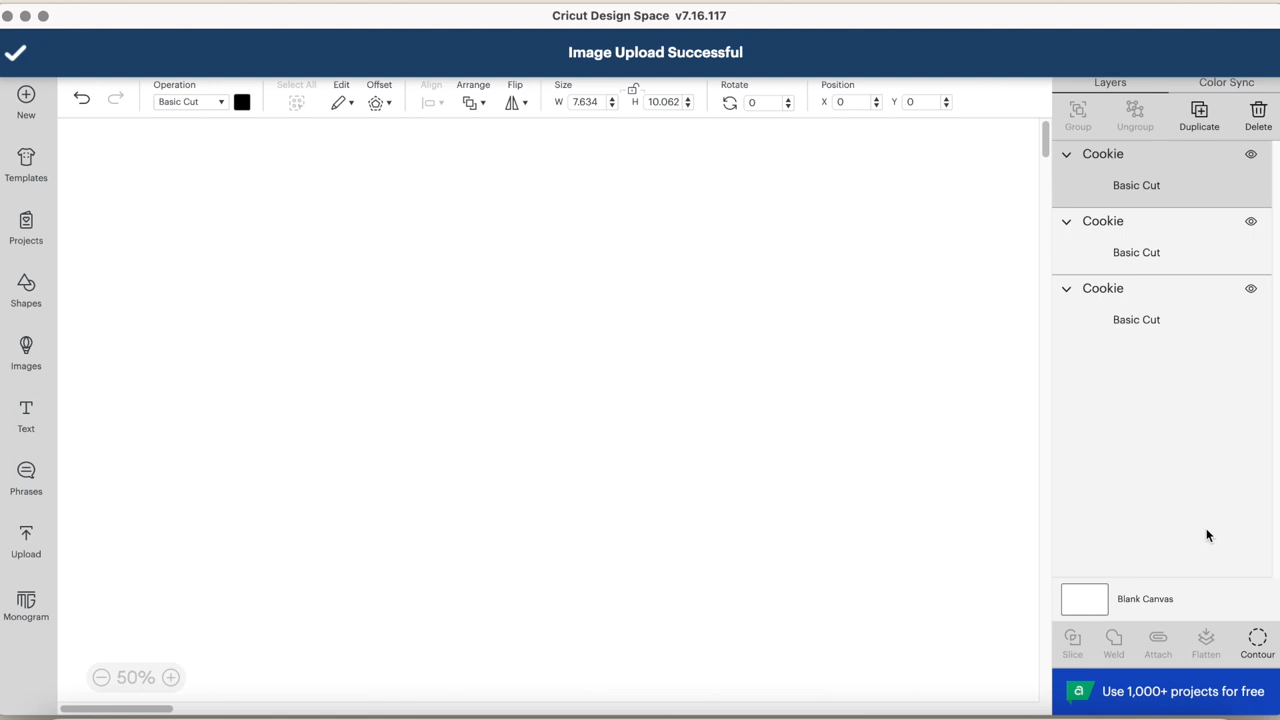 Cricut Design Space v7.16.117
Image Upload Successful
Operation
Basic Cut
Select All
Edit
Offset
Align
Arrange
Flip
Size
W 7.634
H 10.062
Rotate
0
Position
X 0
Y 0
Layers
Color Sync
Group
Ungroup
Duplicate
Delete
New
Templates
Projects
Shapes
Images
Text
Phrases
Upload
Monogram
Cookie
Basic Cut
Cookie
Basic Cut
Cookie
Basic Cut
Blank Canvas
Slice
Weld
Attach
Flatten
Contour
50%
a
Use 1,000+ projects for free